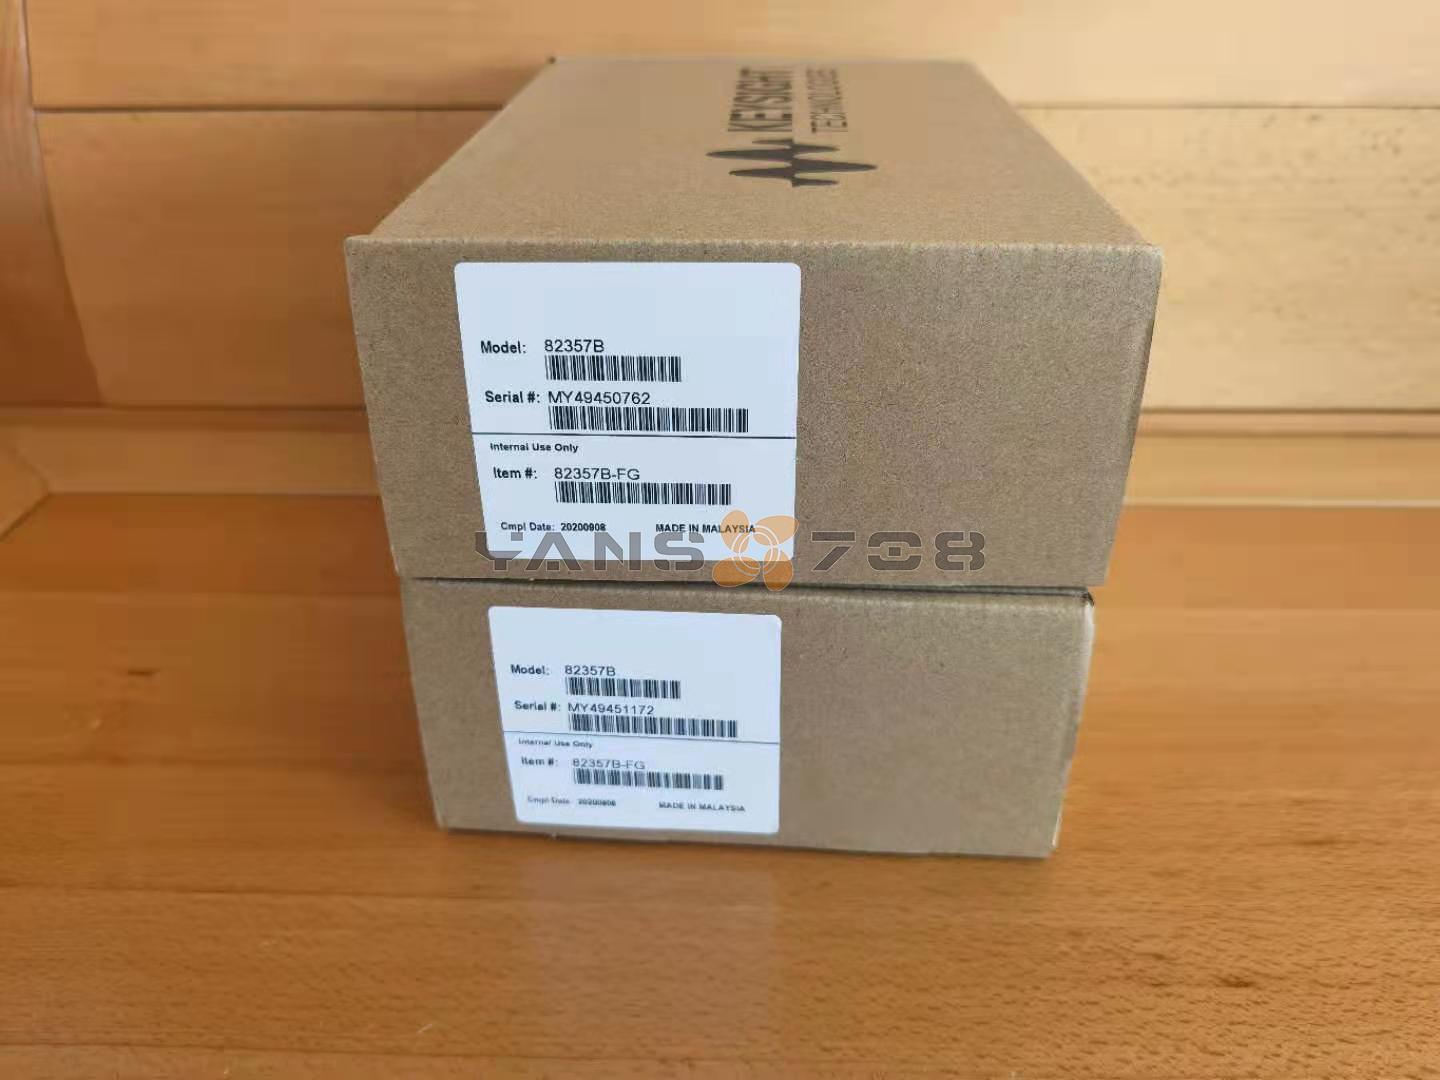 KEYSIGHT
TECHNOLOGIES
Model: 82357B
Serial #: MY49450762
Internal Use Only
Item #: 82357B-FG
Cmpl Date: 20200908 MADE IN MALAYSIA
YANS 708
Model: 82357B
Serial #: MY49451172
Internal Use Only
Item #: 82357B-FG
Cmpl Date: 20200908 MADE IN MALAYSIA